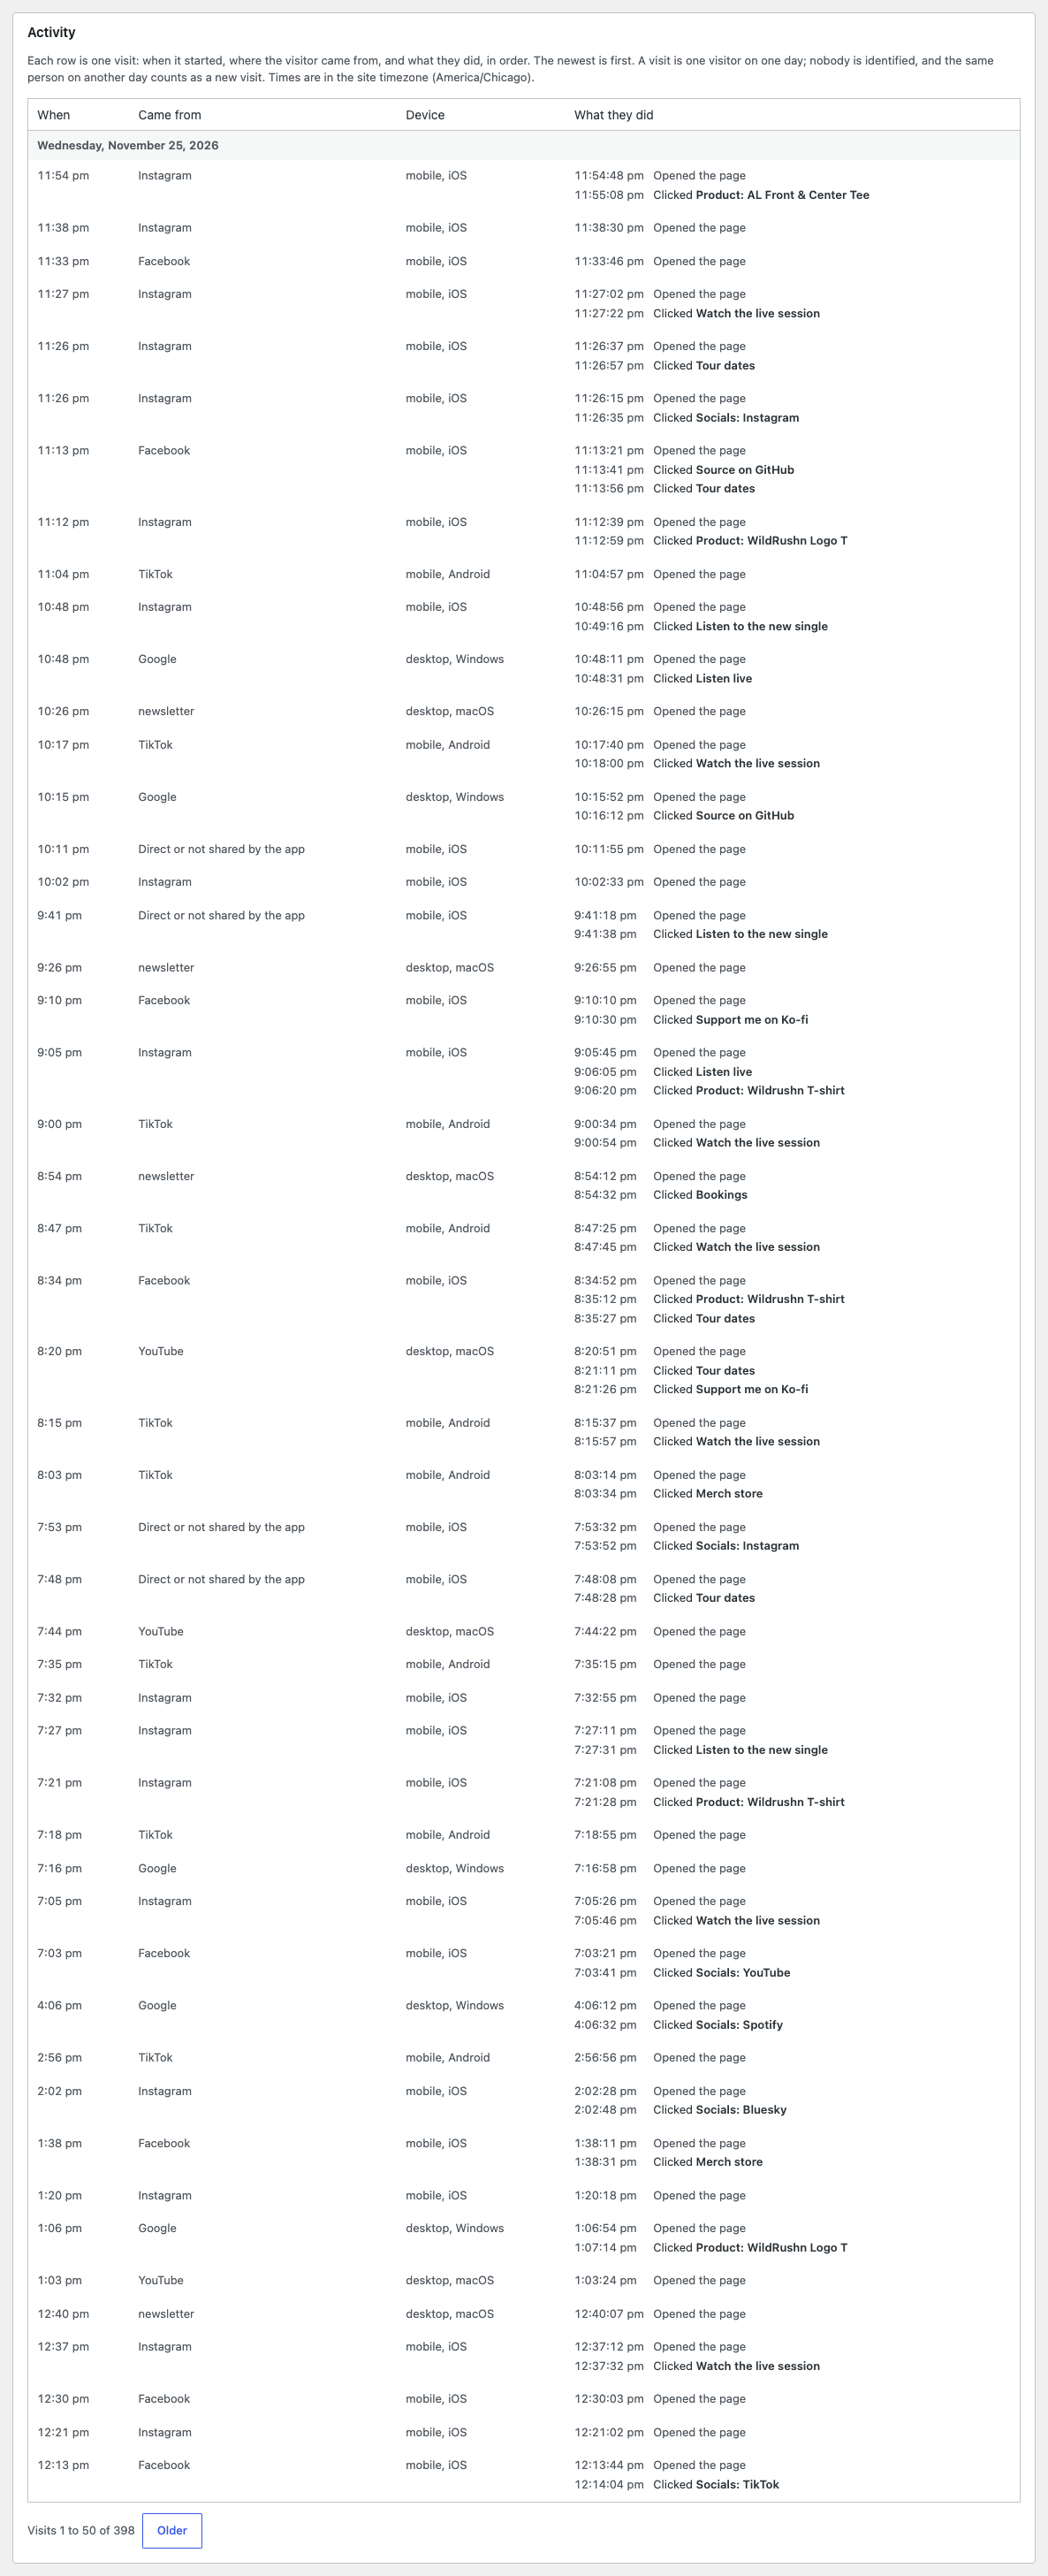 Activity
Each row is one visit: when it started, where the visitor came from, and what they did, in order. The newest is first. A visit is one visitor on one day; nobody is identified, and the same
person on another day counts as a new visit. Times are in the site timezone (America/Chicago).
When Came from Device What they did
Wednesday, November 25, 2026
11:54 pm Instagram mobile, iOS 11:54:48 pm Opened the page
11:55:08 pm Clicked Product: AL Front & Center Tee
11:38 pm Instagram mobile, iOS 11:38:30 pm Opened the page
11:33 pm Facebook mobile, iOS 11:33:46 pm Opened the page
11:27 pm Instagram mobile, iOS 11:27:02 pm Opened the page
11:27:22 pm Clicked Watch the live session
11:26 pm Instagram mobile, iOS 11:26:37 pm Opened the page
11:26:57 pm Clicked Tour dates
11:26 pm Instagram mobile, iOS 11:26:15 pm Opened the page
11:26:35 pm Clicked Socials: Instagram
11:13 pm Facebook mobile, iOS 11:13:21 pm Opened the page
11:13:41 pm Clicked Source on GitHub
11:13:56 pm Clicked Tour dates
11:12 pm Instagram mobile, iOS 11:12:39 pm Opened the page
11:12:59 pm Clicked Product: WildRushn Logo T
11:04 pm TikTok mobile, Android 11:04:57 pm Opened the page
10:48 pm Instagram mobile, iOS 10:48:56 pm Opened the page
10:49:16 pm Clicked Listen to the new single
10:48 pm Google desktop, Windows 10:48:11 pm Opened the page
10:48:31 pm Clicked Listen live
10:26 pm newsletter desktop, macOS 10:26:15 pm Opened the page
10:17 pm TikTok mobile, Android 10:17:40 pm Opened the page
10:18:00 pm Clicked Watch the live session
10:15 pm Google desktop, Windows 10:15:52 pm Opened the page
10:16:12 pm Clicked Source on GitHub
10:11 pm Direct or not shared by the app mobile, iOS 10:11:55 pm Opened the page
10:02 pm Instagram mobile, iOS 10:02:33 pm Opened the page
9:41 pm Direct or not shared by the app mobile, iOS 9:41:18 pm Opened the page
9:41:38 pm Clicked Listen to the new single
9:26 pm newsletter desktop, macOS 9:26:55 pm Opened the page
9:10 pm Facebook mobile, iOS 9:10:10 pm Opened the page
9:10:30 pm Clicked Support me on Ko-fi
9:05 pm Instagram mobile, iOS 9:05:45 pm Opened the page
9:06:05 pm Clicked Listen live
9:06:20 pm Clicked Product: Wildrushn T-shirt
9:00 pm TikTok mobile, Android 9:00:34 pm Opened the page
9:00:54 pm Clicked Watch the live session
8:54 pm newsletter desktop, macOS 8:54:12 pm Opened the page
8:54:32 pm Clicked Bookings
8:47 pm TikTok mobile, Android 8:47:25 pm Opened the page
8:47:45 pm Clicked Watch the live session
8:34 pm Facebook mobile, iOS 8:34:52 pm Opened the page
8:35:12 pm Clicked Product: Wildrushn T-shirt
8:35:27 pm Clicked Tour dates
8:20 pm YouTube desktop, macOS 8:20:51 pm Opened the page
8:21:11 pm Clicked Tour dates
8:21:26 pm Clicked Support me on Ko-fi
8:15 pm TikTok mobile, Android 8:15:37 pm Opened the page
8:15:57 pm Clicked Watch the live session
8:03 pm TikTok mobile, Android 8:03:14 pm Opened the page
8:03:34 pm Clicked Merch store
7:53 pm Direct or not shared by the app mobile, iOS 7:53:32 pm Opened the page
7:53:52 pm Clicked Socials: Instagram
7:48 pm Direct or not shared by the app mobile, iOS 7:48:08 pm Opened the page
7:48:28 pm Clicked Tour dates
7:44 pm YouTube desktop, macOS 7:44:22 pm Opened the page
7:35 pm TikTok mobile, Android 7:35:15 pm Opened the page
7:32 pm Instagram mobile, iOS 7:32:55 pm Opened the page
7:27 pm Instagram mobile, iOS 7:27:11 pm Opened the page
7:27:31 pm Clicked Listen to the new single
7:21 pm Instagram mobile, iOS 7:21:08 pm Opened the page
7:21:28 pm Clicked Product: Wildrushn T-shirt
7:18 pm TikTok mobile, Android 7:18:55 pm Opened the page
7:16 pm Google desktop, Windows 7:16:58 pm Opened the page
7:05 pm Instagram mobile, iOS 7:05:26 pm Opened the page
7:05:46 pm Clicked Watch the live session
7:03 pm Facebook mobile, iOS 7:03:21 pm Opened the page
7:03:41 pm Clicked Socials: YouTube
4:06 pm Google desktop, Windows 4:06:12 pm Opened the page
4:06:32 pm Clicked Socials: Spotify
2:56 pm TikTok mobile, Android 2:56:56 pm Opened the page
2:02 pm Instagram mobile, iOS 2:02:28 pm Opened the page
2:02:48 pm Clicked Socials: Bluesky
1:38 pm Facebook mobile, iOS 1:38:11 pm Opened the page
1:38:31 pm Clicked Merch store
1:20 pm Instagram mobile, iOS 1:20:18 pm Opened the page
1:06 pm Google desktop, Windows 1:06:54 pm Opened the page
1:07:14 pm Clicked Product: WildRushn Logo T
1:03 pm YouTube desktop, macOS 1:03:24 pm Opened the page
12:40 pm newsletter desktop, macOS 12:40:07 pm Opened the page
12:37 pm Instagram mobile, iOS 12:37:12 pm Opened the page
12:37:32 pm Clicked Watch the live session
12:30 pm Facebook mobile, iOS 12:30:03 pm Opened the page
12:21 pm Instagram mobile, iOS 12:21:02 pm Opened the page
12:13 pm Facebook mobile, iOS 12:13:44 pm Opened the page
12:14:04 pm Clicked Socials: TikTok
Visits 1 to 50 of 398 Older